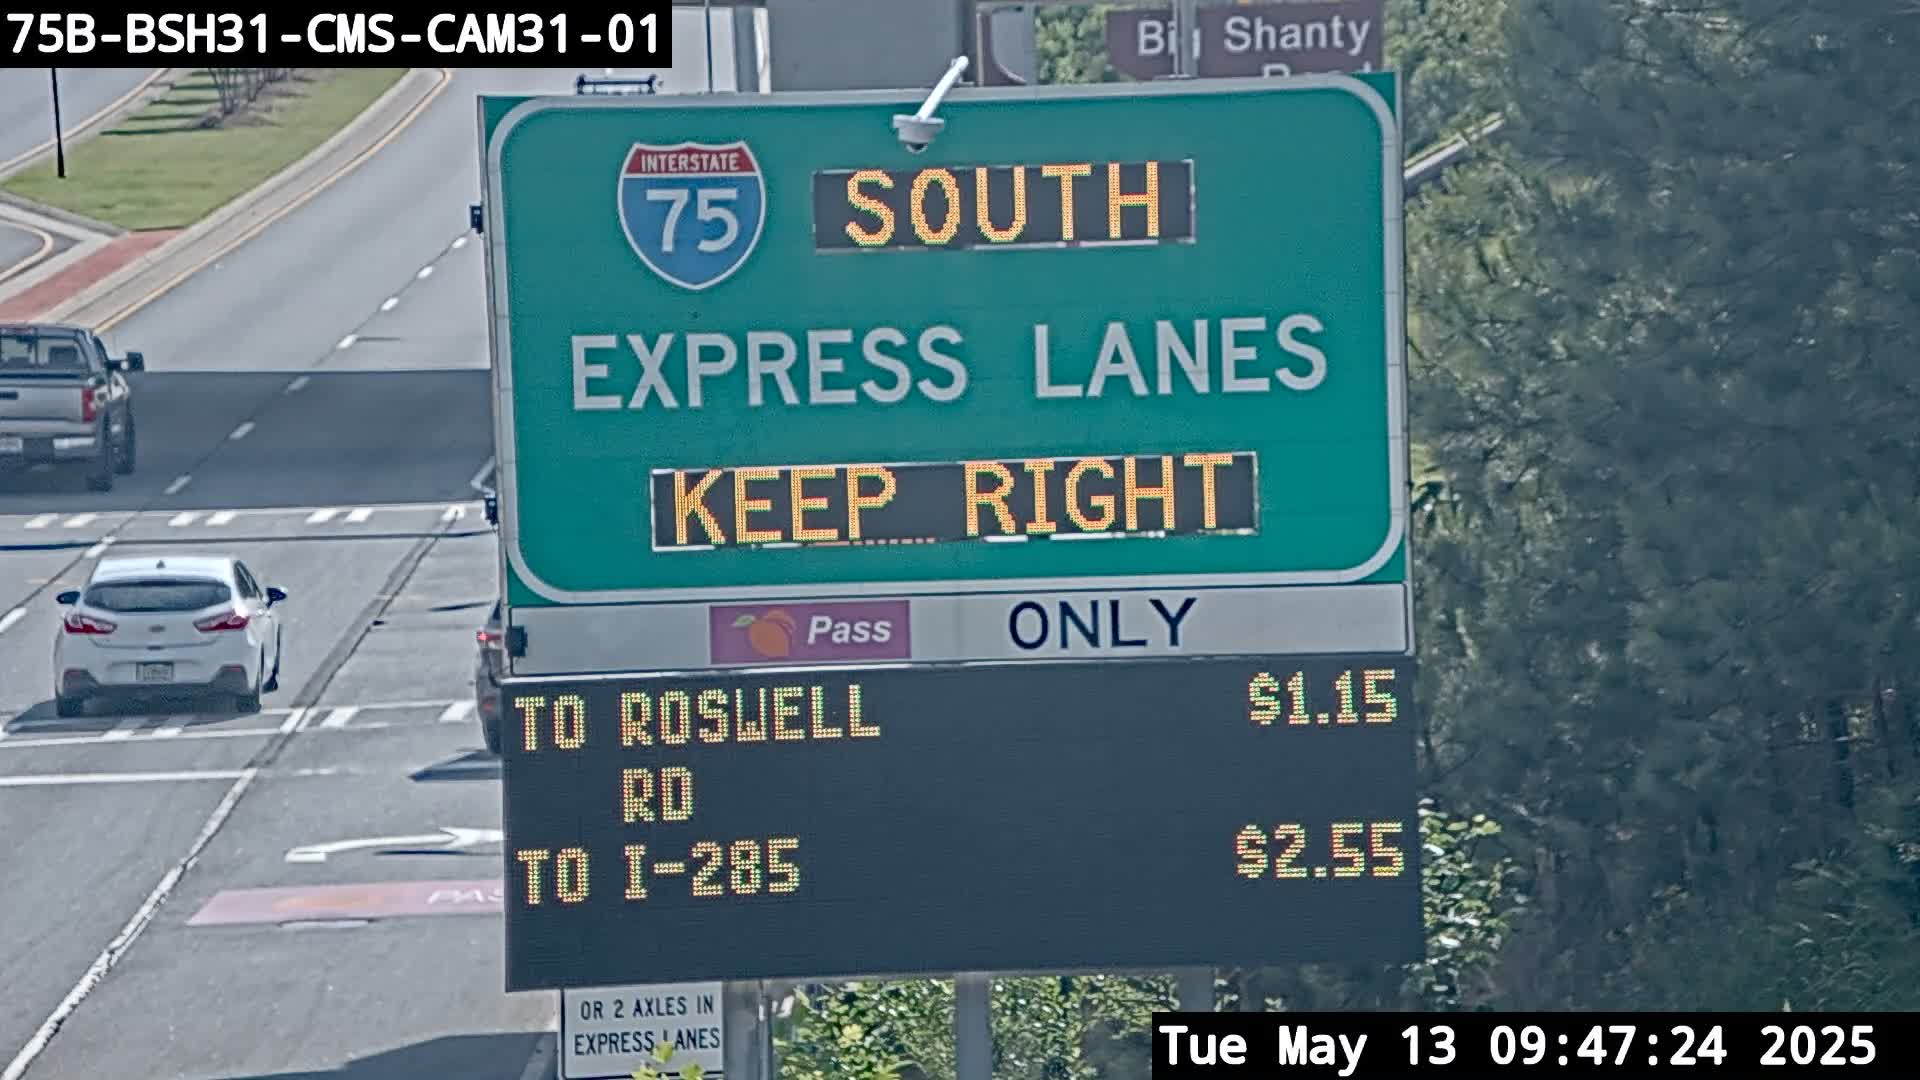 75B-BSH31-CMS-CAM31-01
Big Shanty
Road
INTERSTATE
75
SOUTH
EXPRESS LANES
KEEP RIGHT
Pass ONLY
TO ROSWELL $1.15
RD
TO I-285 $2.55
PAS
OR 2 AXLES IN
EXPRESS LANES
Tue May 13 09:47:24 2025